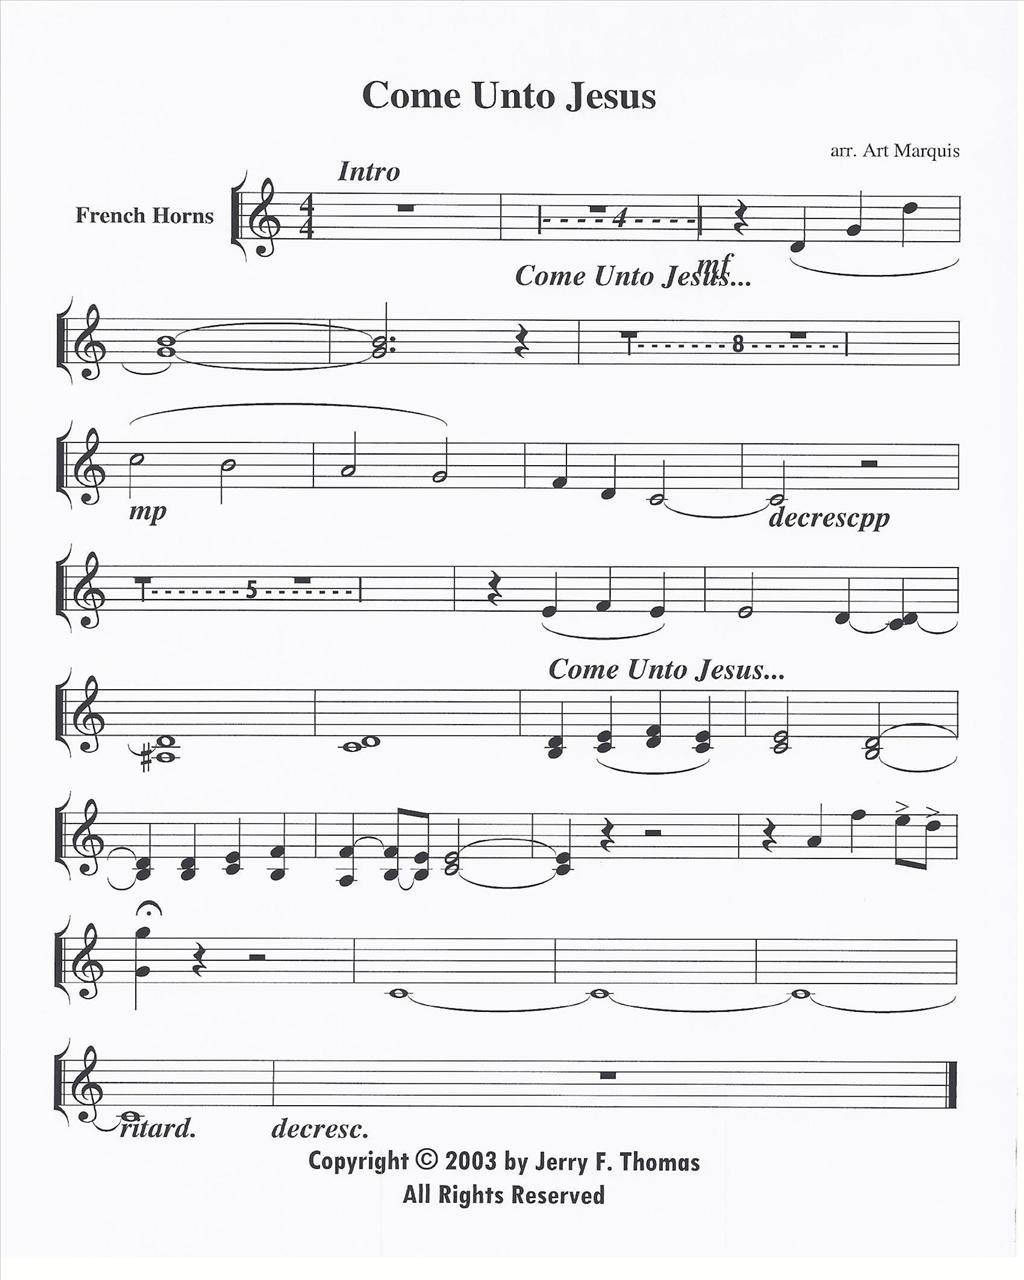 Come Unto Jesus
arr. Art Marquis
Intro
French Horns
4
4
4
mf
Come Unto Jesus...
8
mp
decrescpp
5
Come Unto Jesus...
ritard. decresc.
Copyright © 2003 by Jerry F. Thomas
All Rights Reserved